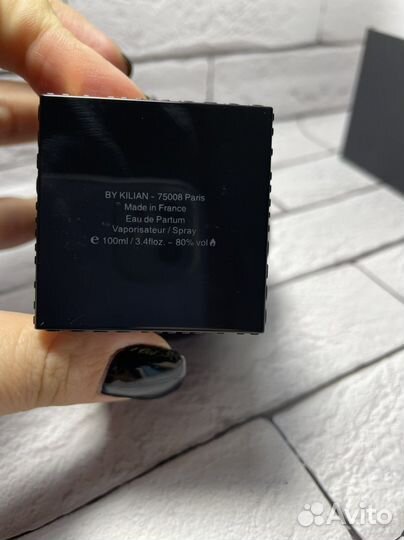 BY KILIAN - 75008 Paris
Made in France
Eau de Parfum
Vaporisateur / Spray
℮ 100ml / 3.4floz. - 80% vol
Avito